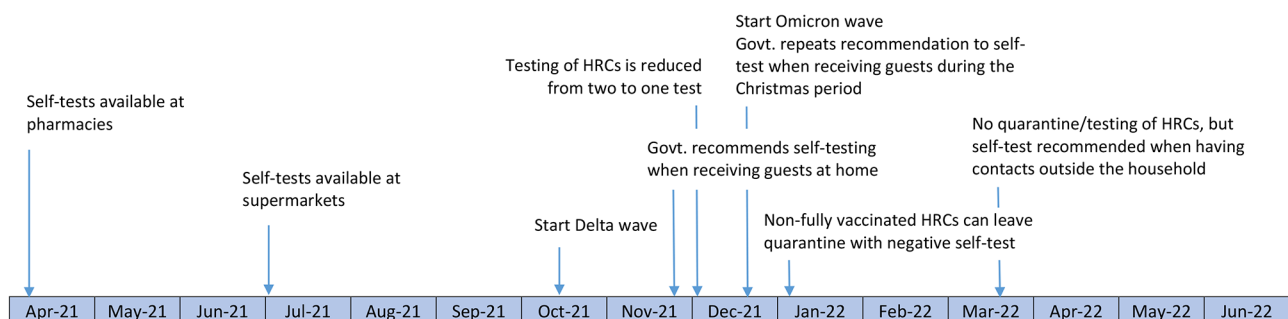 Self-tests available at
pharmacies
Self-tests available at
supermarkets
Start Delta wave
Testing of HRCs is reduced
from two to one test
Govt. recommends self-testing
when receiving guests at home
Start Omicron wave
Govt. repeats recommendation to self-
test when receiving guests during the
Christmas period
Non-fully vaccinated HRCs can leave
quarantine with negative self-test
No quarantine/testing of HRCs, but
self-test recommended when having
contacts outside the household
Apr-21 May-21 Jun-21 Jul-21 Aug-21 Sep-21 Oct-21 Nov-21 Dec-21 Jan-22 Feb-22 Mar-22 Apr-22 May-22 Jun-22